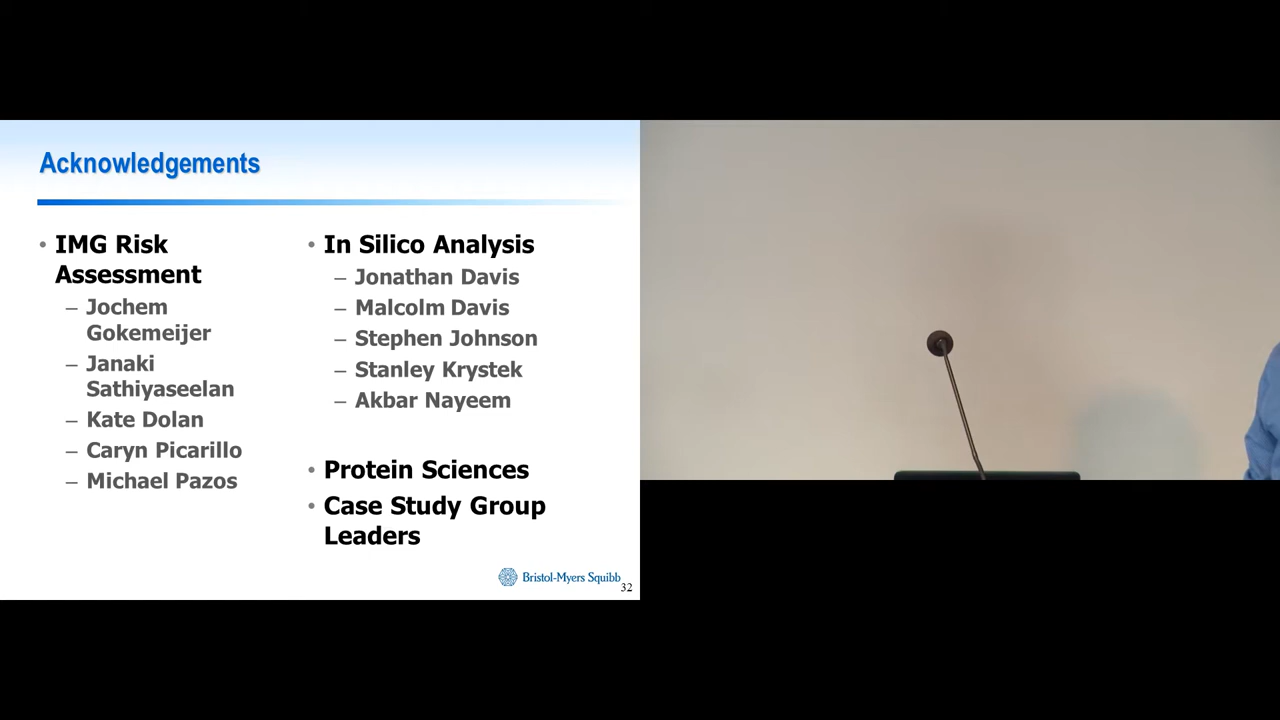 Acknowledgements
• IMG Risk
Assessment
– Jochem
Gokemeijer
– Janaki
Sathiyaseelan
– Kate Dolan
– Caryn Picarillo
– Michael Pazos
• In Silico Analysis
– Jonathan Davis
– Malcolm Davis
– Stephen Johnson
– Stanley Krystek
– Akbar Nayeem
• Protein Sciences
• Case Study Group
Leaders
Bristol-Myers Squibb
32